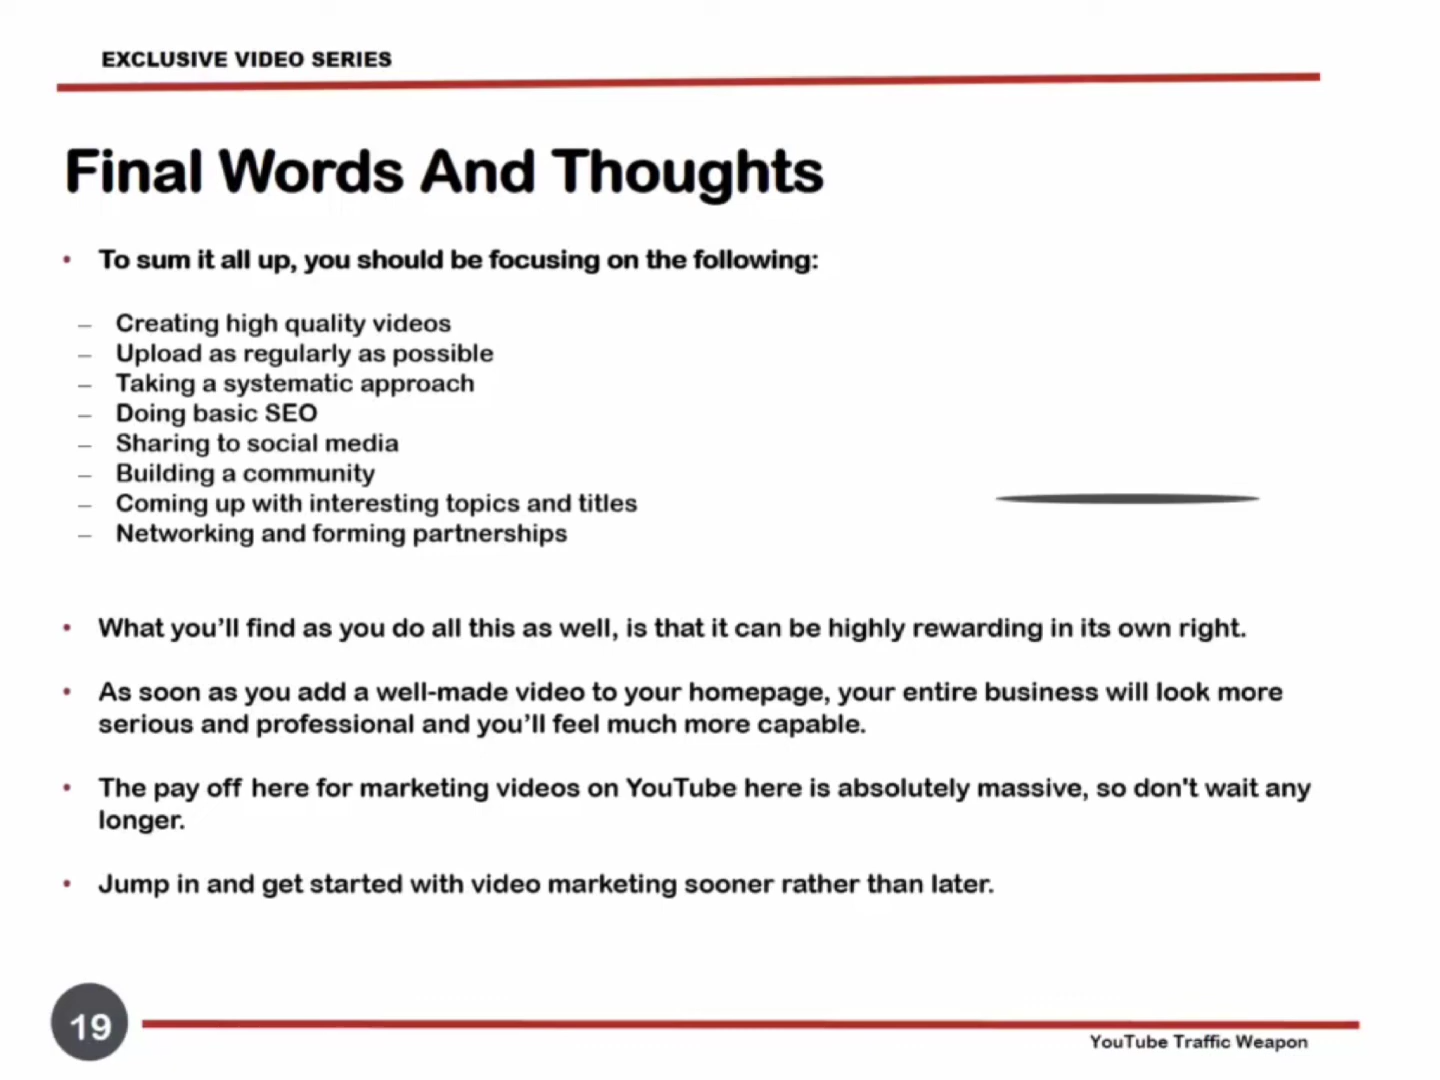 EXCLUSIVE VIDEO SERIES
Final Words And Thoughts
• To sum it all up, you should be focusing on the following:
– Creating high quality videos
– Upload as regularly as possible
– Taking a systematic approach
– Doing basic SEO
– Sharing to social media
– Building a community
– Coming up with interesting topics and titles
– Networking and forming partnerships
• What you’ll find as you do all this as well, is that it can be highly rewarding in its own right.
• As soon as you add a well-made video to your homepage, your entire business will look more
serious and professional and you’ll feel much more capable.
• The pay off here for marketing videos on YouTube here is absolutely massive, so don't wait any
longer.
• Jump in and get started with video marketing sooner rather than later.
19
YouTube Traffic Weapon